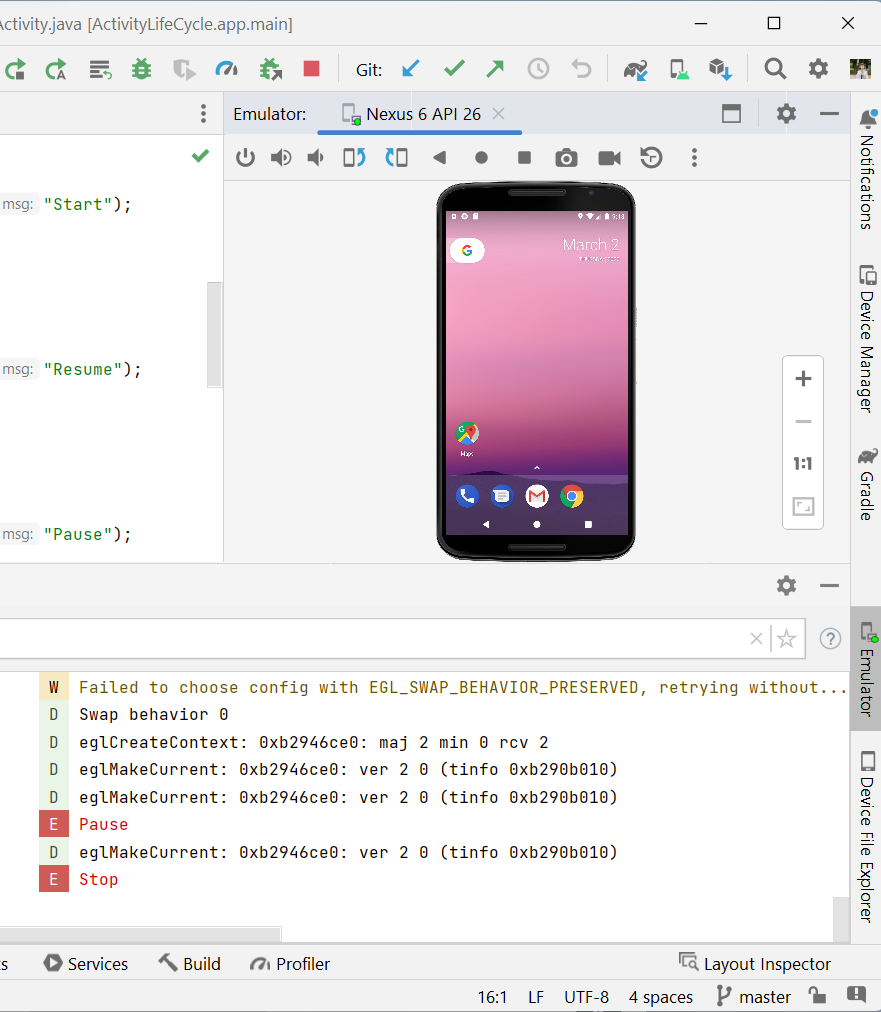 Activity.java [ActivityLifeCycle.app.main]
Git:
Emulator: Nexus 6 API 26
msg: "Start");
msg: "Resume");
msg: "Pause");
9:18
March 2
Maps
1:1
Notifications
Device Manager
Gradle
Emulator
Device File Explorer
W Failed to choose config with EGL_SWAP_BEHAVIOR_PRESERVED, retrying without...
D Swap behavior 0
D eglCreateContext: 0xb2946ce0: maj 2 min 0 rcv 2
D eglMakeCurrent: 0xb2946ce0: ver 2 0 (tinfo 0xb290b010)
D eglMakeCurrent: 0xb2946ce0: ver 2 0 (tinfo 0xb290b010)
E Pause
D eglMakeCurrent: 0xb2946ce0: ver 2 0 (tinfo 0xb290b010)
E Stop
Services Build Profiler Layout Inspector
16:1 LF UTF-8 4 spaces master